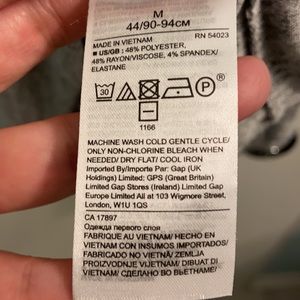 M
44/90-94см
MADE IN VIETNAM RN 54023
■ US/GB : 48% POLYESTER,
48% RAYON/VISCOSE, 4% SPANDEX/
ELASTANE
30 P
1166
MACHINE WASH COLD GENTLE CYCLE/
ONLY NON-CHLORINE BLEACH WHEN
NEEDED/ DRY FLAT/ COOL IRON
Imported By/Importe Par: Gap (UK
Holdings) Limited: GPS (Great Britain)
Limited Gap Stores (Ireland) Limited Gap
Europe Limited All at 103 Wigmore Street,
London, W1U 1QS
CA 17897
Одежда первого слоя
FABRIQUE AU VIETNAM/ HECHO EN
VIETNAM CON INSUMOS IMPORTADOS/
FABRICADO NO VIETNÃ/ ZEMLJA
PROIZVODNJE VIJETNAM/ DIBUAT DI
VIETNAM/ СДЕЛАНО ВО ВЬЕТНАМЕ/